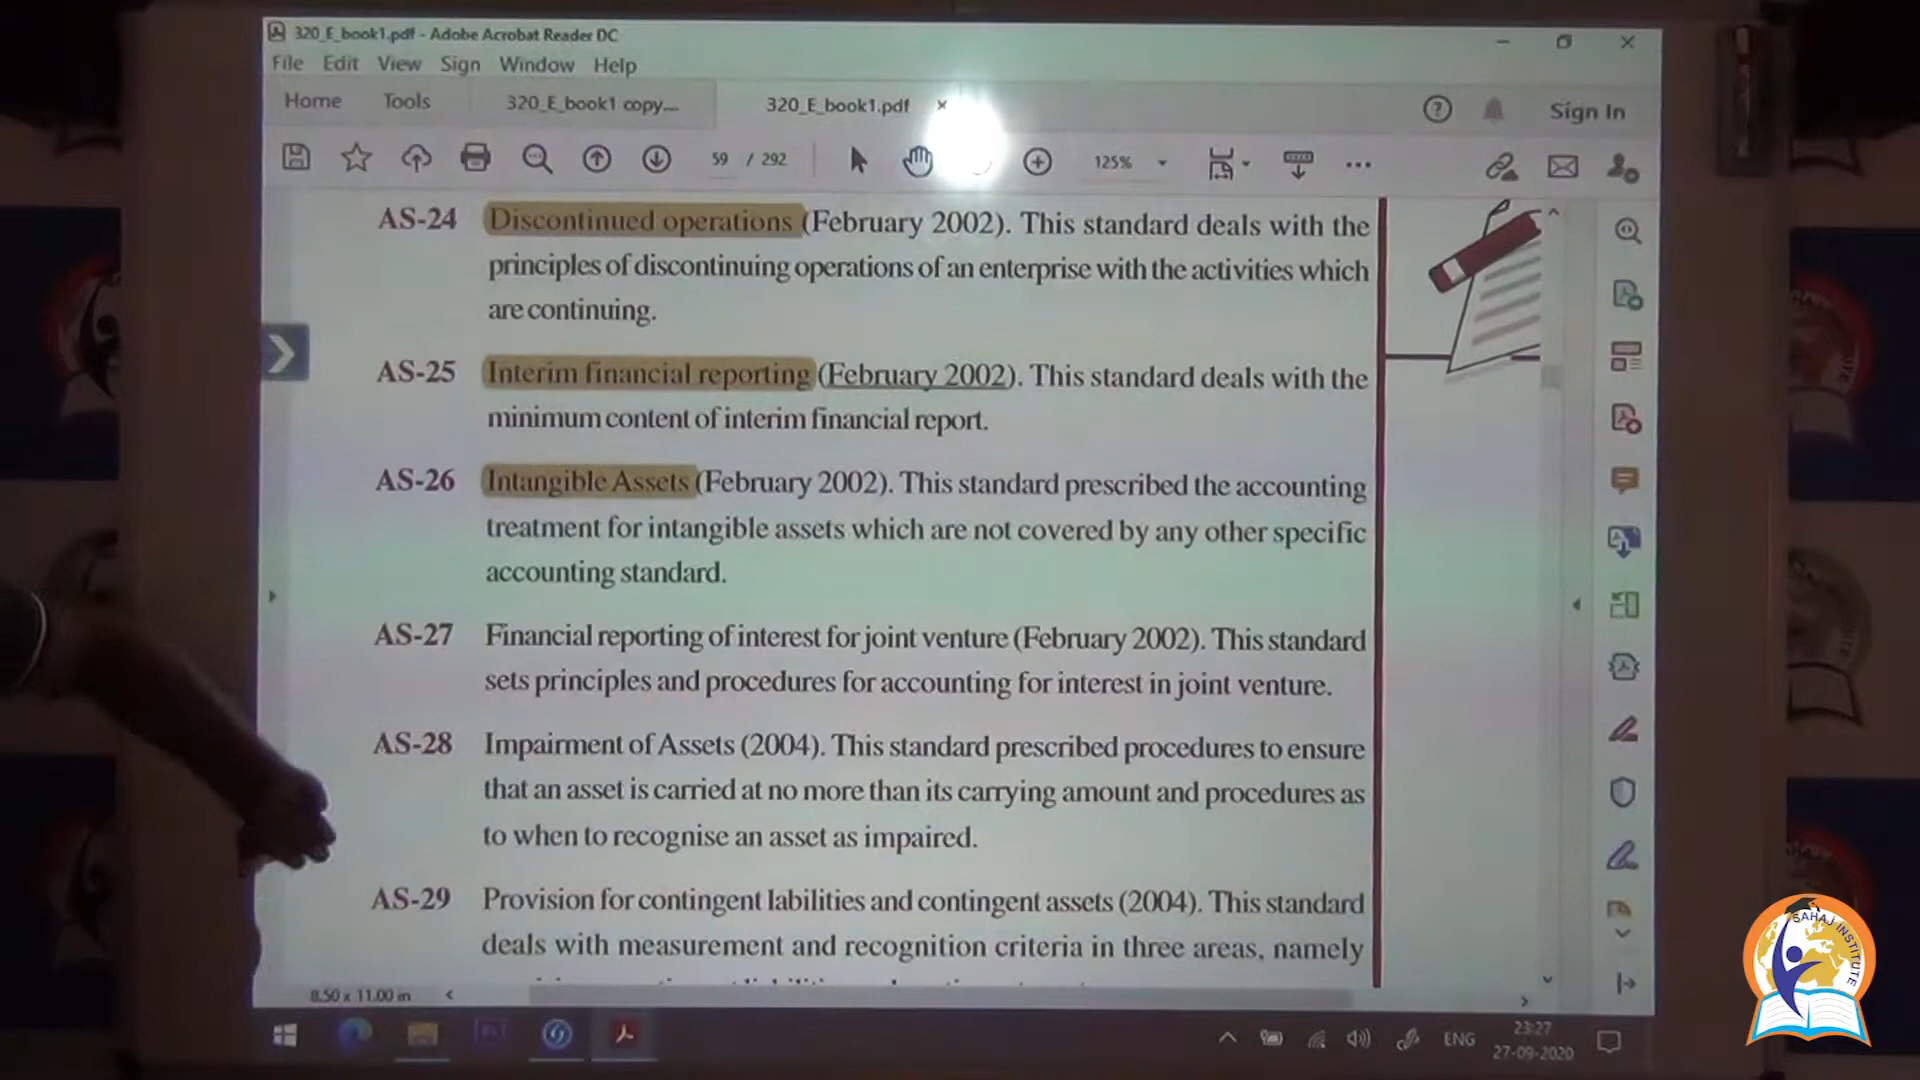 320_E_book1.pdf - Adobe Acrobat Reader DC
File Edit View Sign Window Help
Home Tools 320_E_book1 copy... 320_E_book1.pdf × Sign In
59 / 292 125%
AS-24 Discontinued operations (February 2002). This standard deals with the
principles of discontinuing operations of an enterprise with the activities which
are continuing.
AS-25 Interim financial reporting (February 2002). This standard deals with the
minimum content of interim financial report.
AS-26 Intangible Assets (February 2002). This standard prescribed the accounting
treatment for intangible assets which are not covered by any other specific
accounting standard.
AS-27 Financial reporting of interest for joint venture (February 2002). This standard
sets principles and procedures for accounting for interest in joint venture.
AS-28 Impairment of Assets (2004). This standard prescribed procedures to ensure
that an asset is carried at no more than its carrying amount and procedures as
to when to recognise an asset as impaired.
AS-29 Provision for contingent labilities and contingent assets (2004). This standard
deals with measurement and recognition criteria in three areas, namely
8.50 x 11.00 in
ENG 23:27
27-09-2020
SAHAJ INSTITUTE